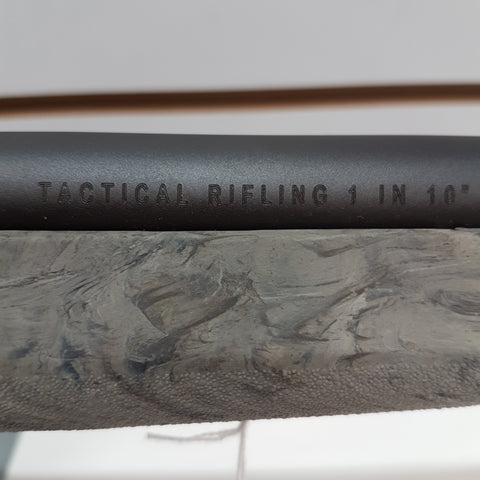 TACTICAL RIFLING 1 IN 10"